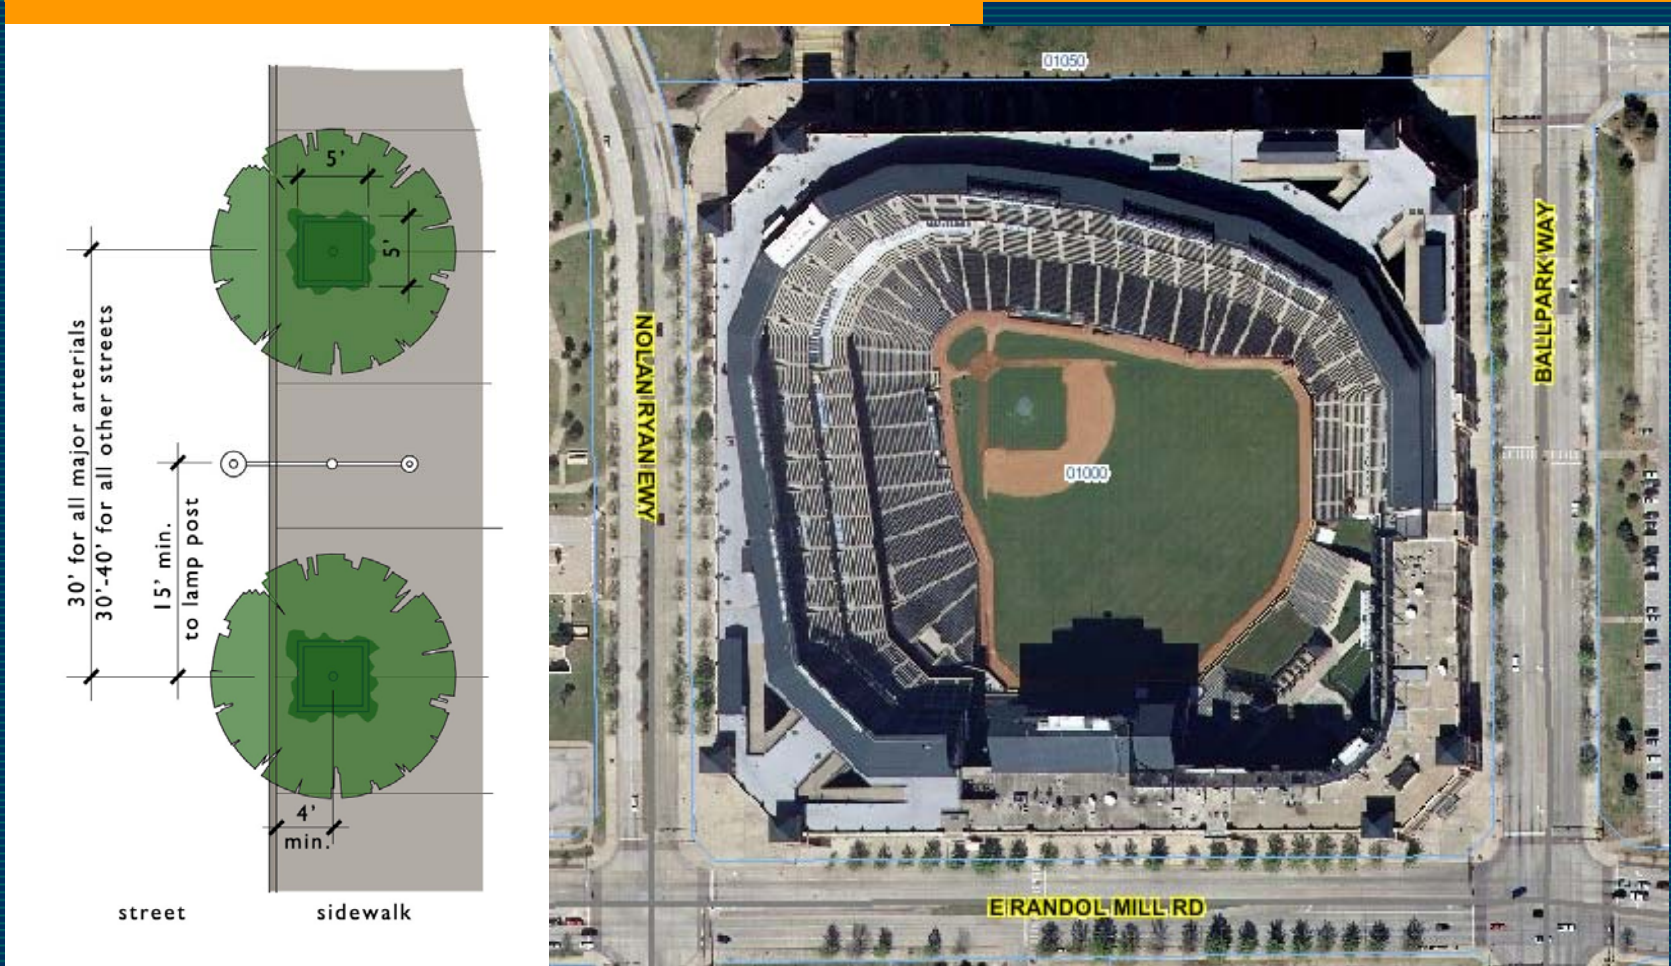 5'
5'
30' for all major arterials
30'-40' for all other streets
15' min.
to lamp post
4'
min.
street
sidewalk
01050
NOLAN RYAN EWY
BALLPARK WAY
01000
E RANDOL MILL RD